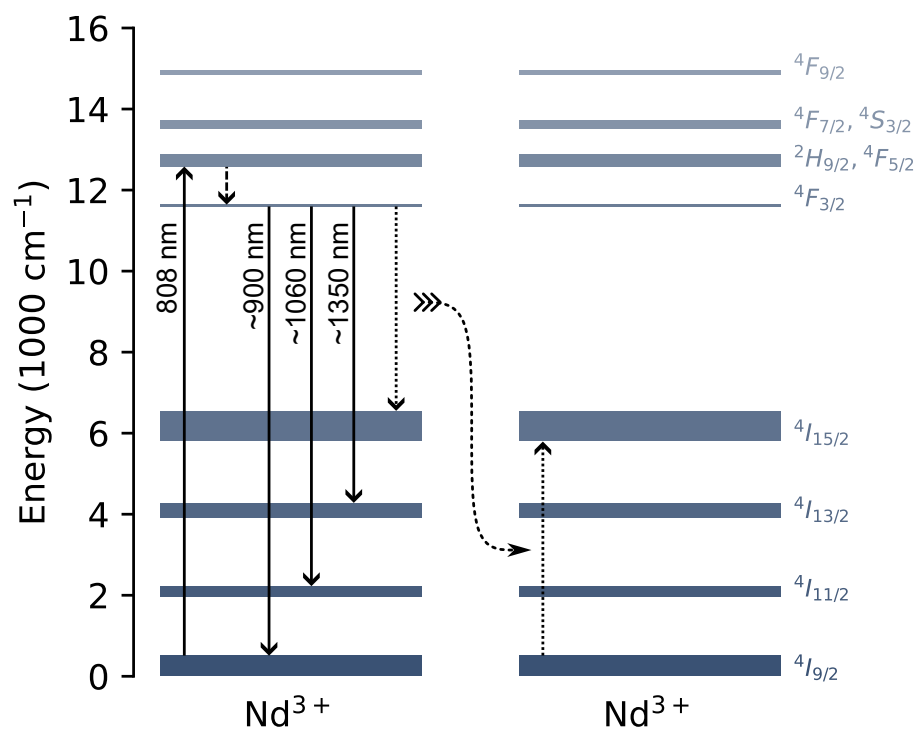 Energy (1000 cm⁻¹)
16
14
12
10
8
6
4
2
0
808 nm
~900 nm
~1060 nm
~1350 nm
⁴F₉/₂
⁴F₇/₂, ⁴S₃/₂
²H₉/₂, ⁴F₅/₂
⁴F₃/₂
⁴I₁₅/₂
⁴I₁₃/₂
⁴I₁₁/₂
⁴I₉/₂
Nd³⁺
Nd³⁺